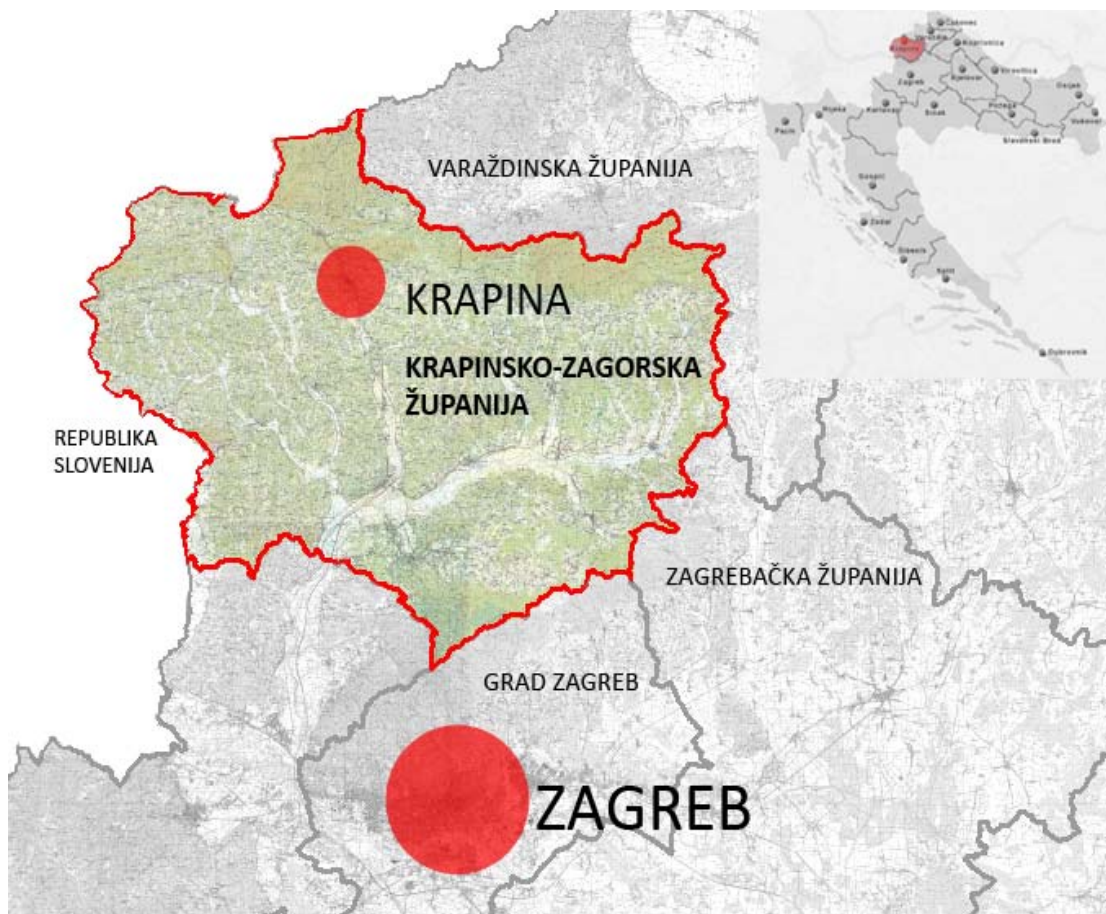 VARAŽDINSKA ŽUPANIJA
KRAPINA
KRAPINSKO-ZAGORSKA
ŽUPANIJA
REPUBLIKA
SLOVENIJA
ZAGREBAČKA ŽUPANIJA
GRAD ZAGREB
ZAGREB
Čakovec
Varaždin
Krapina
Koprivnica
Zagreb
Bjelovar
Virovitica
Osijek
Rijeka
Karlovac
Sisak
Požega
Vukovar
Pazin
Slavonski Brod
Gospić
Zadar
Šibenik
Split
Dubrovnik